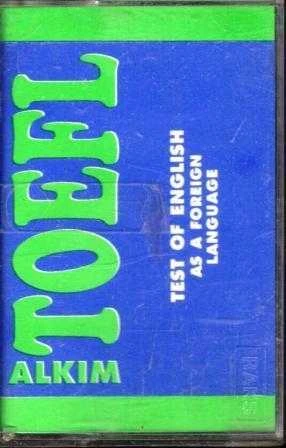 TOEFL
ALKIM
TEST OF ENGLISH
AS A FOREIGN
LANGUAGE